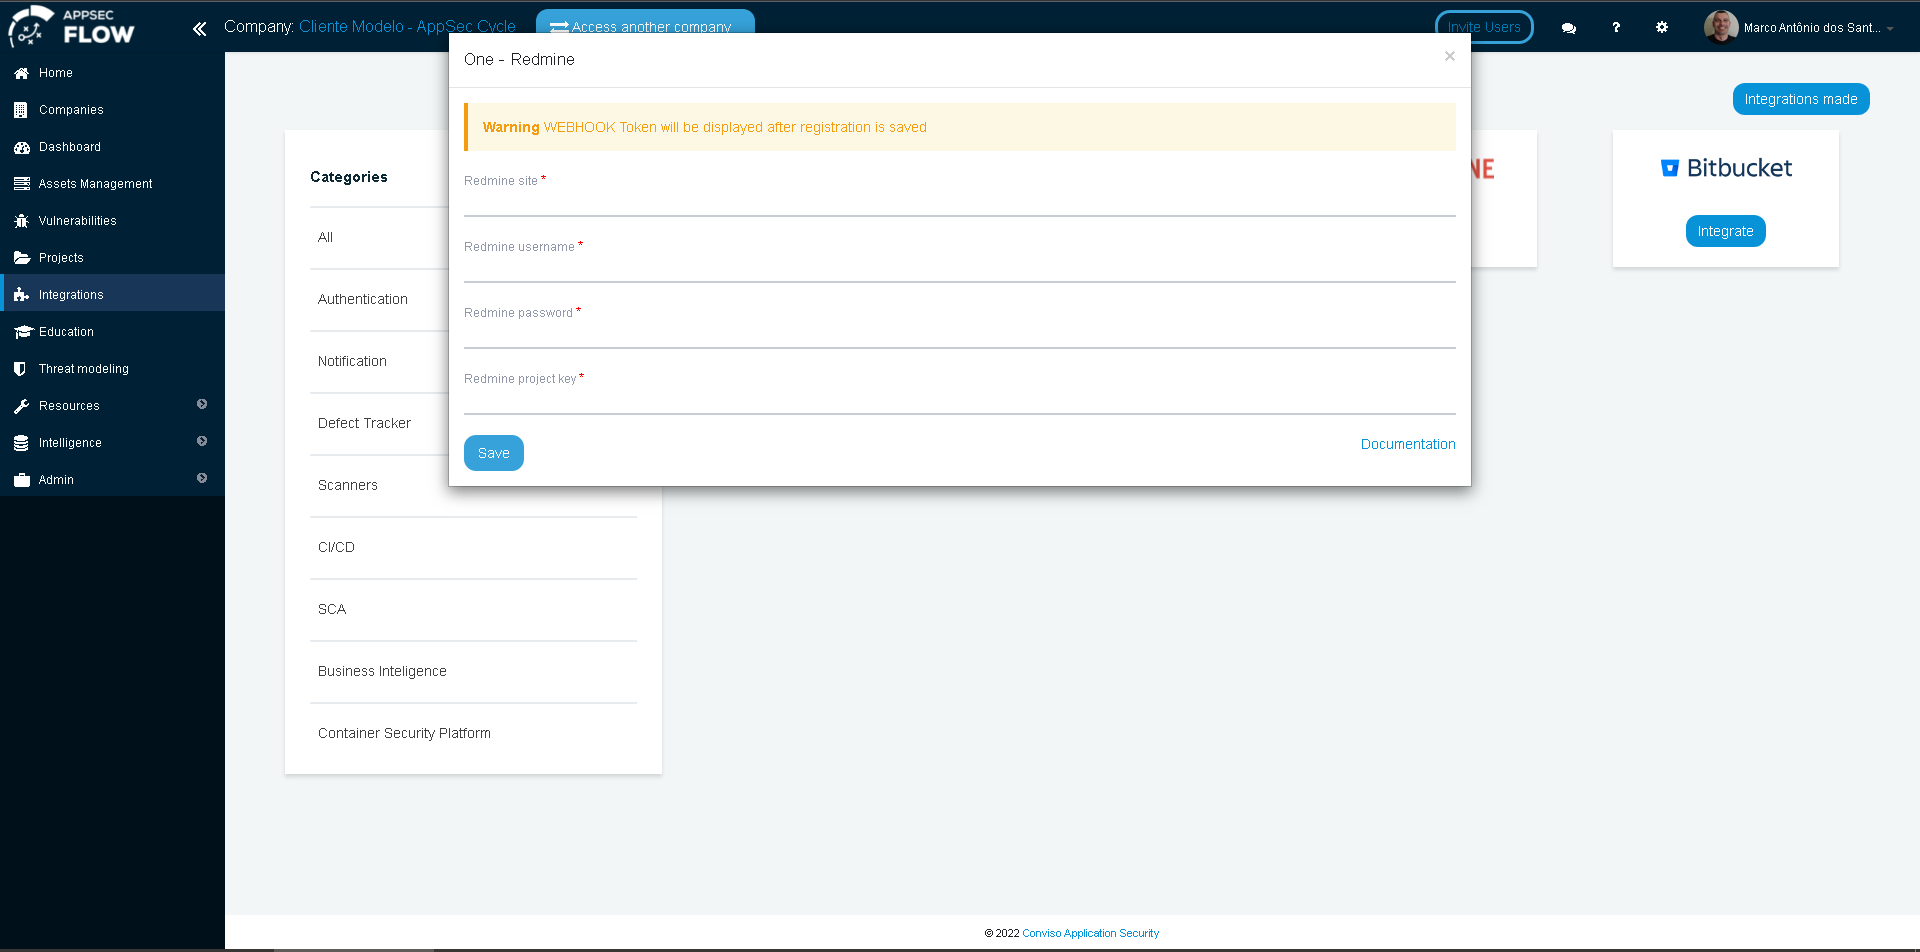 APPSEC
FLOW
Company: Cliente Modelo - AppSec Cycle
Access another company
Invite Users
?
Marco Antônio dos Sant...
Home
Companies
Dashboard
Assets Management
Vulnerabilities
Projects
Integrations
Education
Threat modeling
Resources
Intelligence
Admin
Integrations made
Categories
All
Authentication
Notification
Defect Tracker
Scanners
CI/CD
SCA
Business Inteligence
Container Security Platform
One - Redmine
×
Warning WEBHOOK Token will be displayed after registration is saved
Redmine site *
Redmine username *
Redmine password *
Redmine project key *
Save
Documentation
NE
Bitbucket
Integrate
© 2022 Conviso Application Security